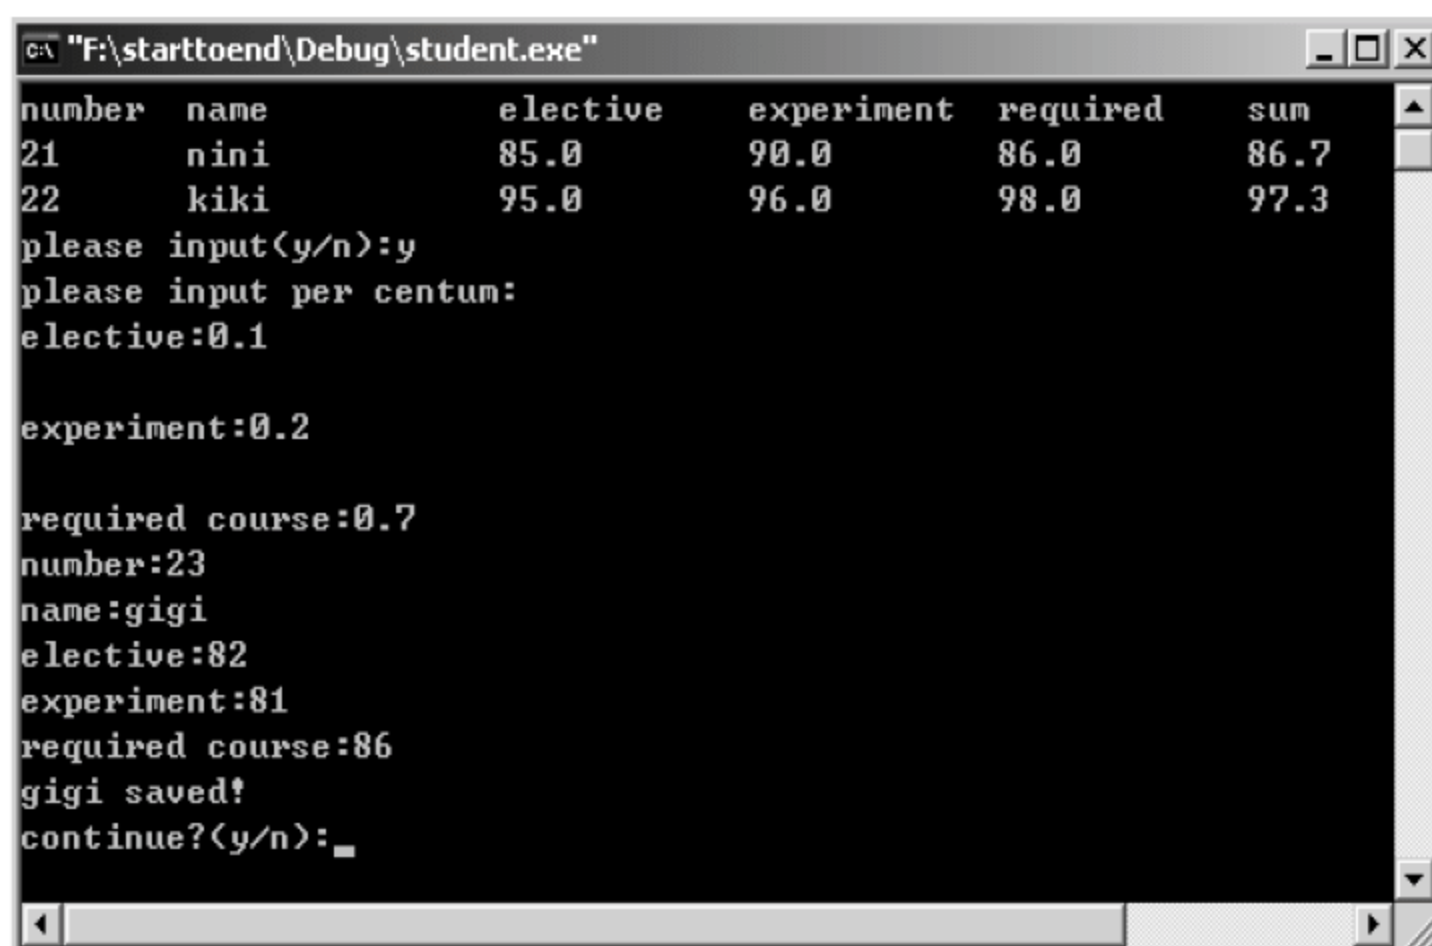 "F:\starttoend\Debug\student.exe"
number name elective experiment required sum
21 nini 85.0 90.0 86.0 86.7
22 kiki 95.0 96.0 98.0 97.3
please input(y/n):y
please input per centum:
elective:0.1
experiment:0.2
required course:0.7
number:23
name:gigi
elective:82
experiment:81
required course:86
gigi saved!
continue?(y/n):_